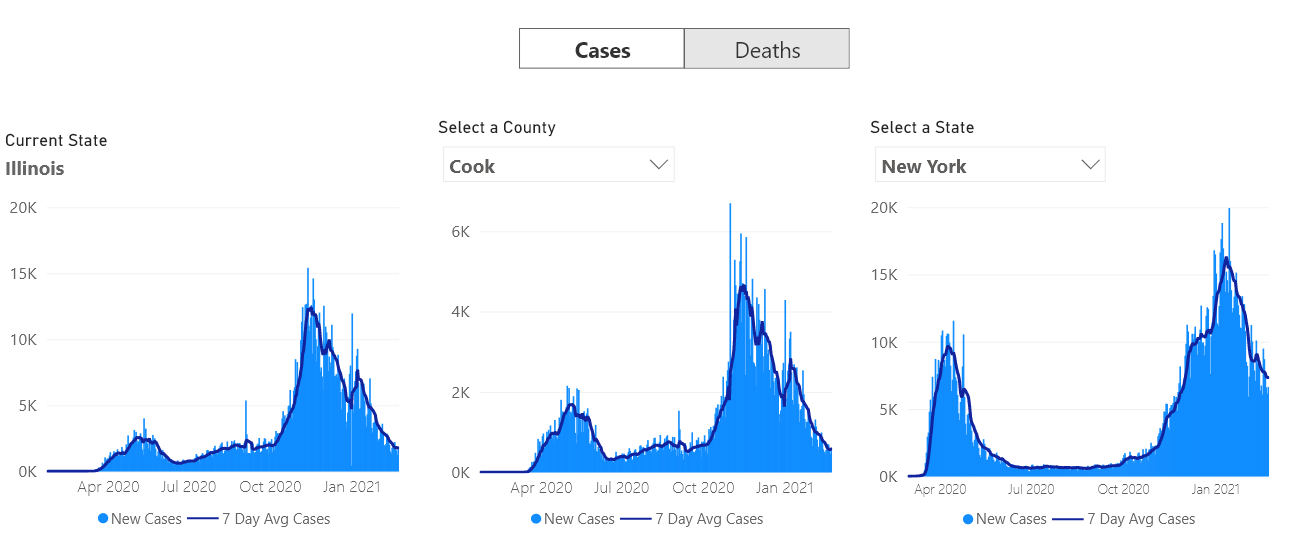 Cases Deaths
Current State
Illinois
20K
15K
10K
5K
0K
Apr 2020 Jul 2020 Oct 2020 Jan 2021
New Cases 7 Day Avg Cases
Select a County
Cook
6K
4K
2K
0K
Apr 2020 Jul 2020 Oct 2020 Jan 2021
New Cases 7 Day Avg Cases
Select a State
New York
20K
15K
10K
5K
0K
Apr 2020 Jul 2020 Oct 2020 Jan 2021
New Cases 7 Day Avg Cases